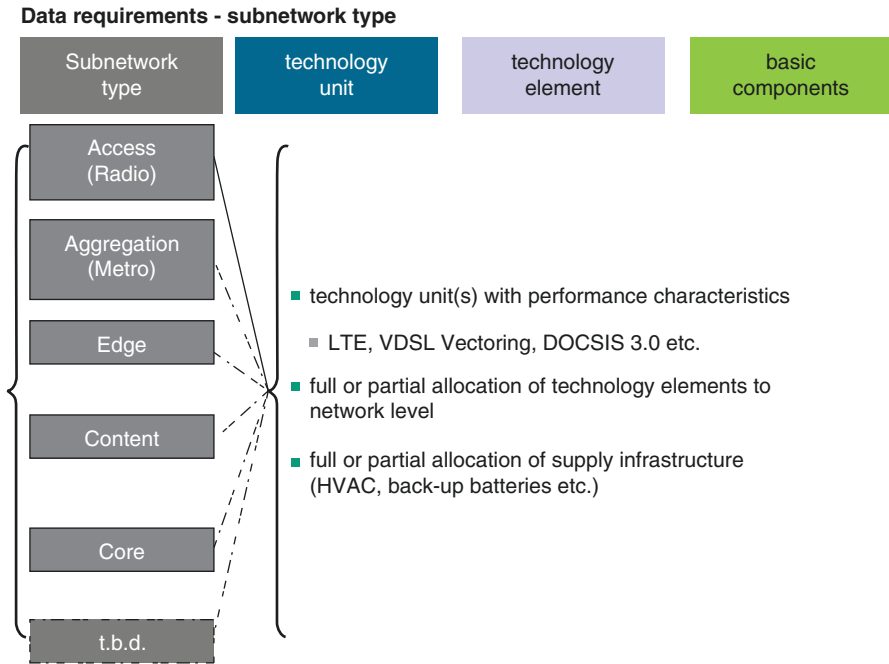 Data requirements - subnetwork type
Subnetwork
type
technology
unit
technology
element
basic
components
Access
(Radio)
Aggregation
(Metro)
Edge
Content
Core
t.b.d.
technology unit(s) with performance characteristics
LTE, VDSL Vectoring, DOCSIS 3.0 etc.
full or partial allocation of technology elements to
network level
full or partial allocation of supply infrastructure
(HVAC, back-up batteries etc.)